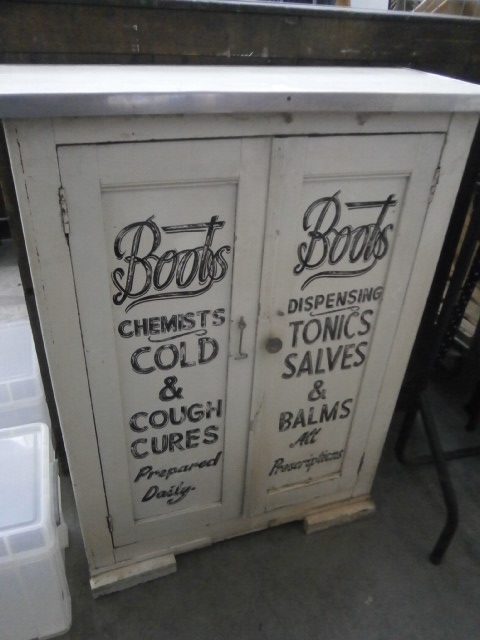 Boots
CHEMISTS
COLD
&
COUGH
CURES
Prepared
Daily.
Boots
DISPENSING
TONICS
SALVES
&
BALMS
All
Prescriptions